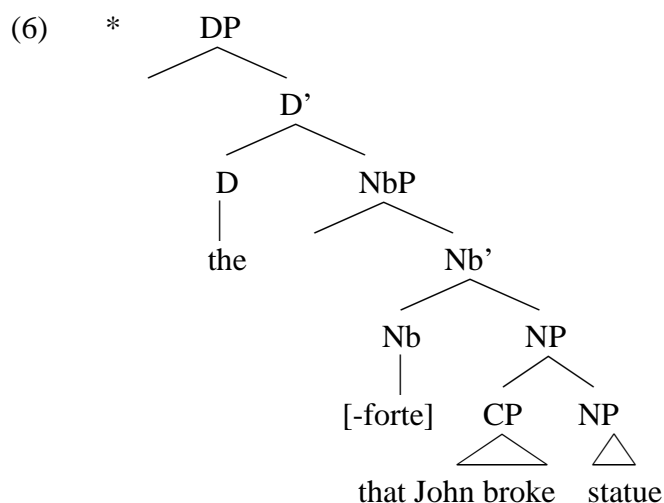 (6) * DP
D’
D NbP
the Nb’
Nb NP
[-forte] CP NP
that John broke statue